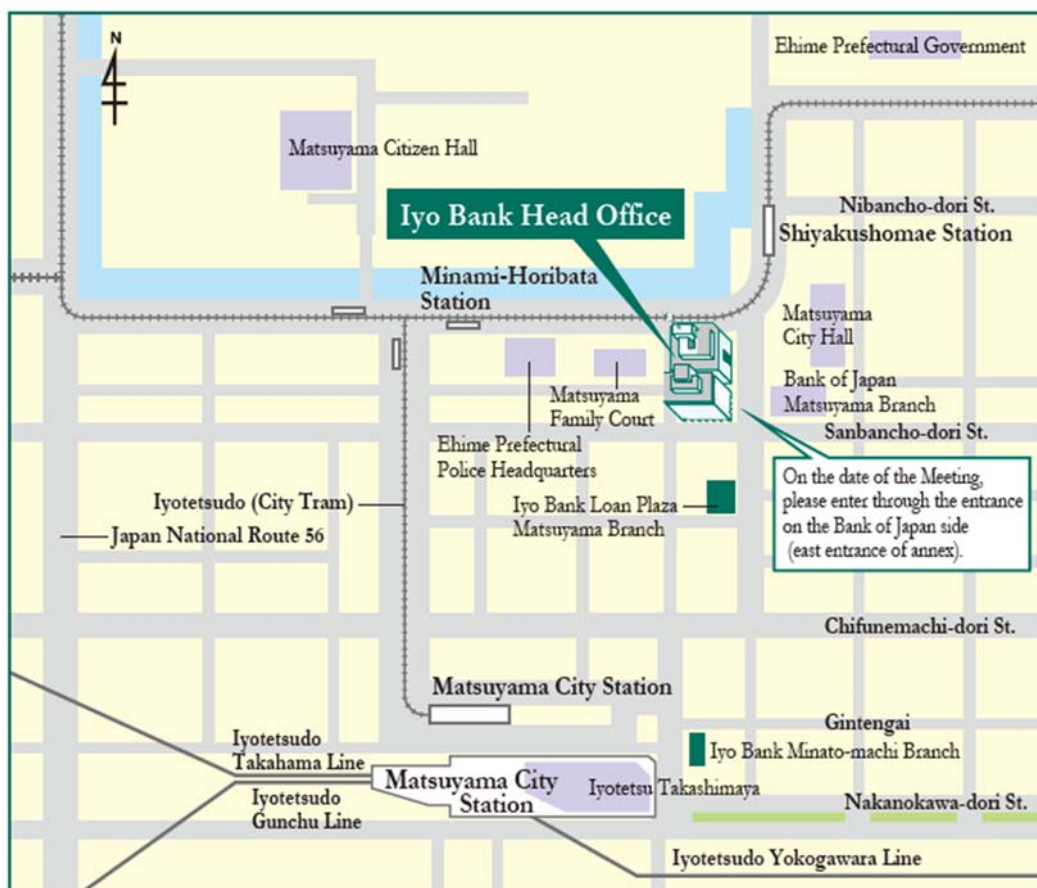 N
Ehime Prefectural Government
Matsuyama Citizen Hall
Iyo Bank Head Office
Nibancho-dori St.
Shiyakushomae Station
Minami-Horibata
Station
Matsuyama
City Hall
Bank of Japan
Matsuyama Branch
Matsuyama
Family Court
Sanbancho-dori St.
Ehime Prefectural
Police Headquarters
On the date of the Meeting,
please enter through the entrance
on the Bank of Japan side
(east entrance of annex).
Iyotetsudo (City Tram)
Iyo Bank Loan Plaza
Matsuyama Branch
Japan National Route 56
Chifunemachi-dori St.
Matsuyama City Station
Gintengai
Iyo Bank Minato-machi Branch
Iyotetsudo
Takahama Line
Matsuyama City
Station
Iyotetsu Takashimaya
Iyotetsudo
Gunchu Line
Nakanokawa-dori St.
Iyotetsudo Yokogawara Line